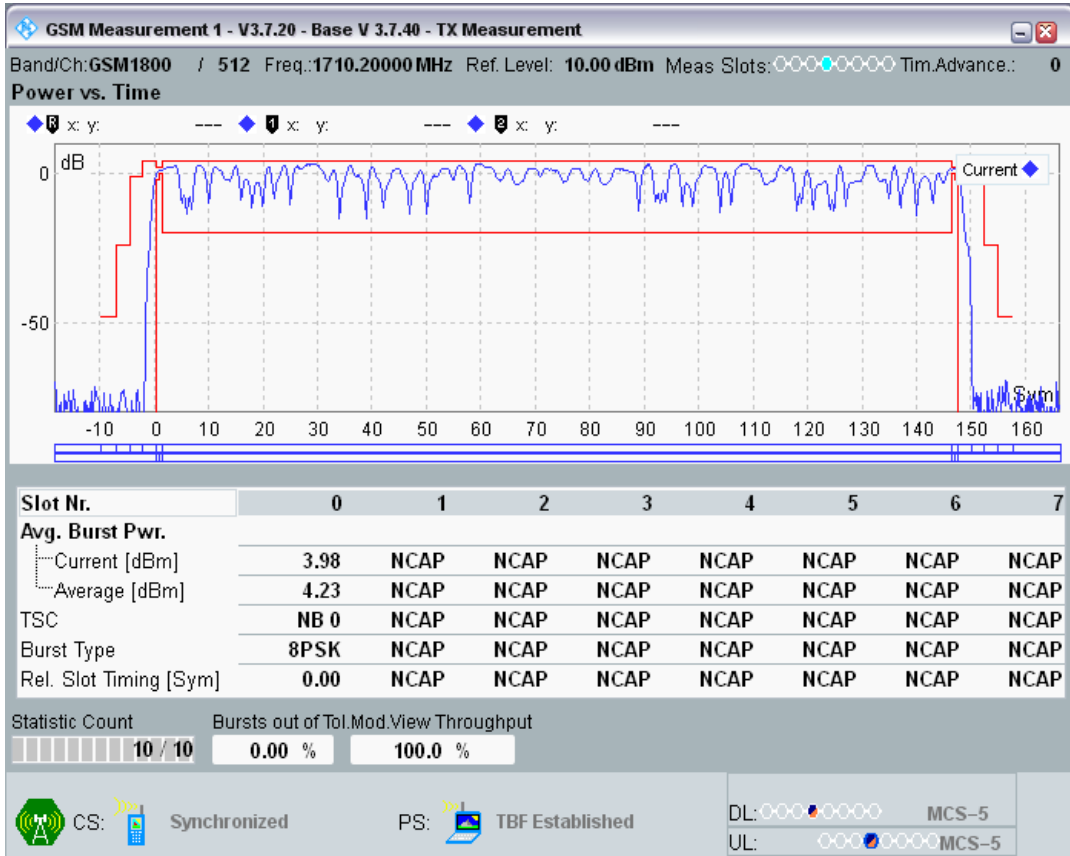 GSM Measurement 1 - V3.7.20 - Base V 3.7.40 - TX Measurement
Band/Ch:GSM1800 / 512 Freq.:1710.20000 MHz Ref. Level: 10.00 dBm Meas Slots: Tim.Advance.: 0
Power vs. Time
R x: y: --- 1 x: y: --- 2 x: y: ---
dB
0
Current
-50
Sym
-10 0 10 20 30 40 50 60 70 80 90 100 110 120 130 140 150 160
Slot Nr. 0 1 2 3 4 5 6 7
Avg. Burst Pwr.
Current [dBm] 3.98 NCAP NCAP NCAP NCAP NCAP NCAP NCAP
Average [dBm] 4.23 NCAP NCAP NCAP NCAP NCAP NCAP NCAP
TSC NB 0 NCAP NCAP NCAP NCAP NCAP NCAP NCAP
Burst Type 8PSK NCAP NCAP NCAP NCAP NCAP NCAP NCAP
Rel. Slot Timing [Sym] 0.00 NCAP NCAP NCAP NCAP NCAP NCAP NCAP
Statistic Count Bursts out of Tol.Mod.View Throughput
10 / 10 0.00 % 100.0 %
CS: Synchronized PS: TBF Established
DL: MCS-5
UL: MCS-5